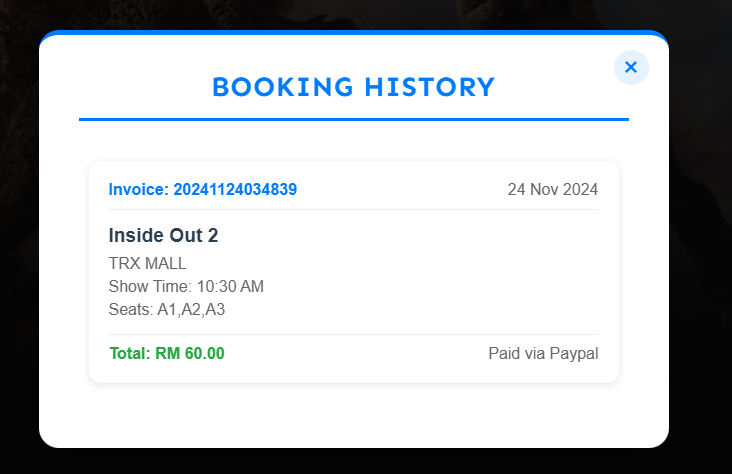 BOOKING HISTORY
×
Invoice: 20241124034839 24 Nov 2024
Inside Out 2
TRX MALL
Show Time: 10:30 AM
Seats: A1,A2,A3
Total: RM 60.00 Paid via Paypal